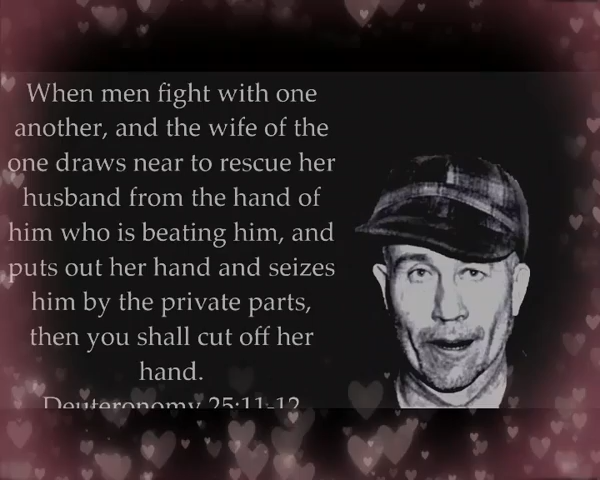 When men fight with one
another, and the wife of the
one draws near to rescue her
husband from the hand of
him who is beating him, and
puts out her hand and seizes
him by the private parts,
then you shall cut off her
hand.
Deuteronomy 25:11-12